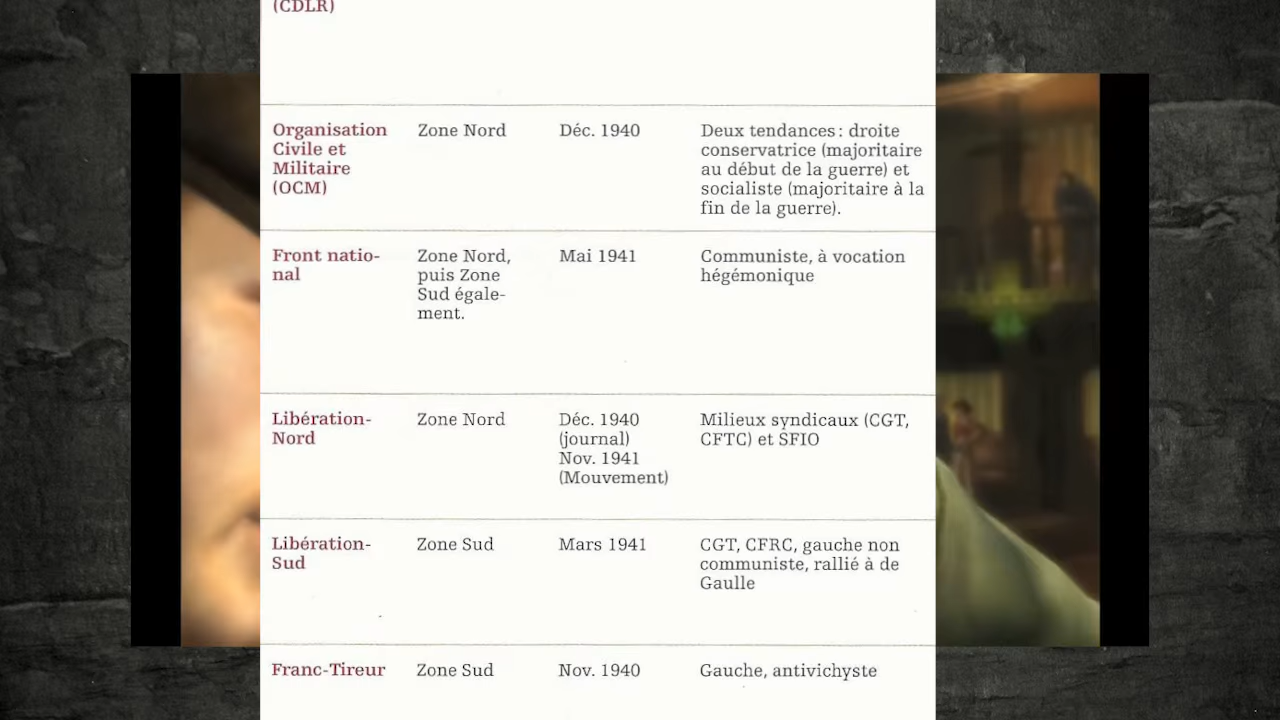 (CDLR)
Organisation Civile et Militaire (OCM)
Zone Nord
Déc. 1940
Deux tendances : droite
conservatrice (majoritaire
au début de la guerre) et
socialiste (majoritaire à la
fin de la guerre).
Front natio-
nal
Zone Nord,
puis Zone
Sud égale-
ment.
Mai 1941
Communiste, à vocation
hégémonique
Libération-
Nord
Zone Nord
Déc. 1940
(journal)
Nov. 1941
(Mouvement)
Milieux syndicaux (CGT,
CFTC) et SFIO
Libération-
Sud
Zone Sud
Mars 1941
CGT, CFRC, gauche non
communiste, rallié à de
Gaulle
Franc-Tireur
Zone Sud
Nov. 1940
Gauche, antivichyste